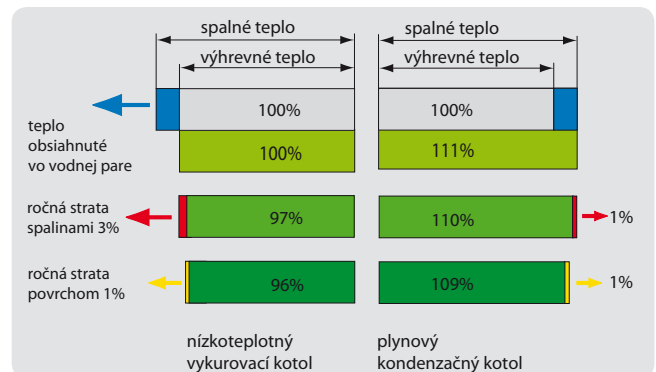 spalné teplo
spalné teplo
výhrevné teplo
výhrevné teplo
100%
100%
teplo
obsiahnuté
vo vodnej pare
100%
111%
ročná strata
spalinami 3%
97%
110%
1%
ročná strata
povrchom 1%
96%
109%
1%
nízkoteplotný
vykurovací kotol
plynový
kondenzačný kotol